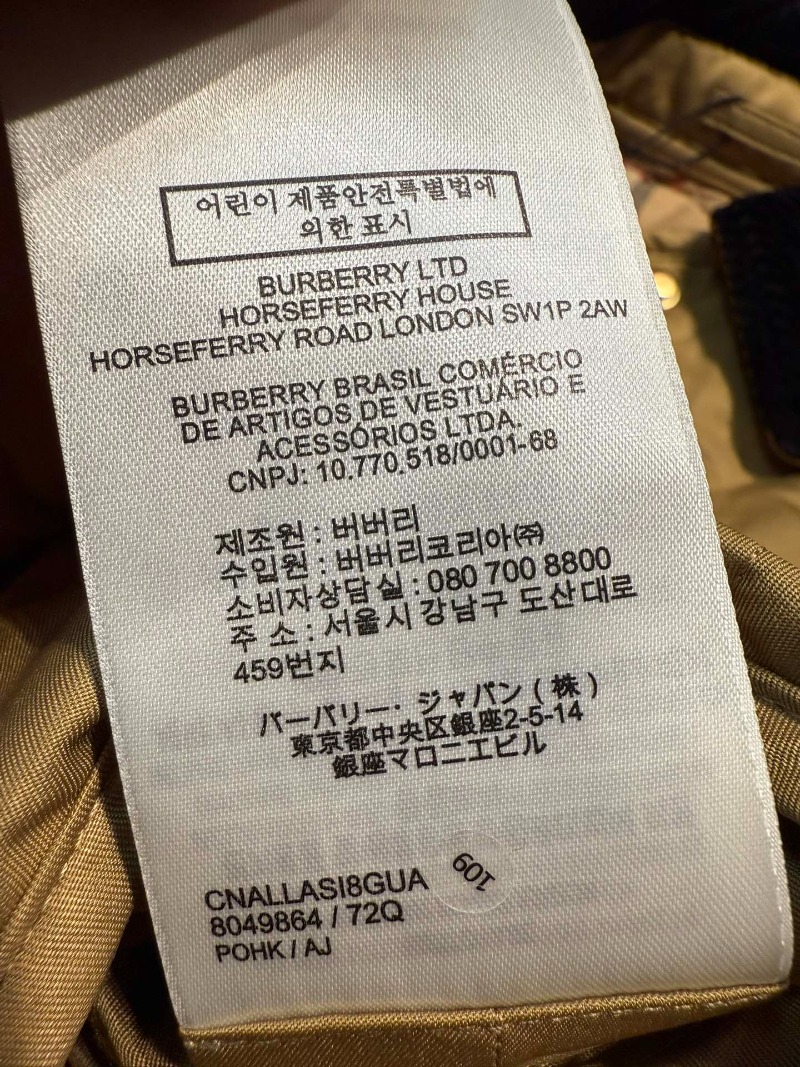 어린이 제품안전특별법에
의한 표시
BURBERRY LTD
HORSEFERRY HOUSE
HORSEFERRY ROAD LONDON SW1P 2AW
BURBERRY BRASIL COMÉRCIO
DE ARTIGOS DE VESTUÁRIO E
ACESSÓRIOS LTDA.
CNPJ: 10.770.518/0001-68
제조원 : 버버리
수입원 : 버버리코리아㈜
소비자상담실 : 080 700 8800
주 소 : 서울시 강남구 도산대로
459번지
バーバリー・ジャパン ( 株 )
東京都中央区銀座2-5-14
銀座マロニエビル
CNALLASI8GUA
109
8049864 / 72Q
POHK / AJ